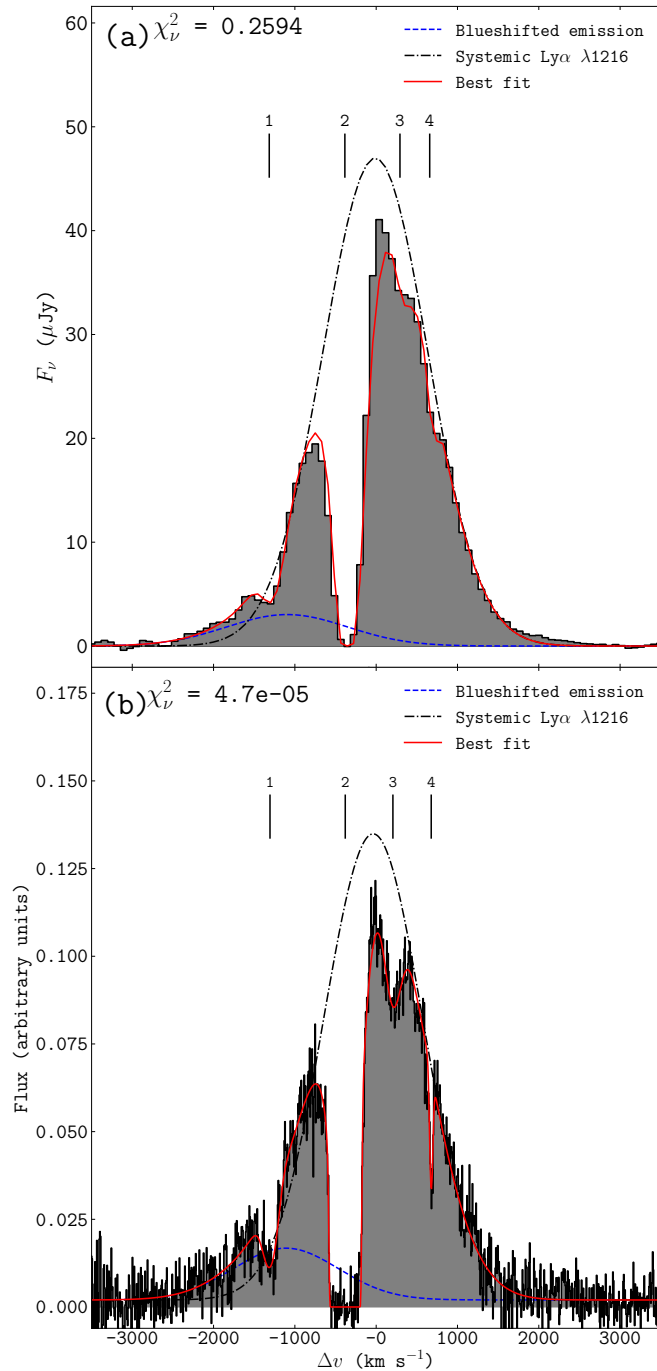 (a) χ²ᵥ = 0.2594
Blueshifted emission
Systemic Lyα λ1216
Best fit
1 2 3 4
60
50
40
30
20
10
0
F_ν (μJy)
(b) χ²ᵥ = 4.7e-05
Blueshifted emission
Systemic Lyα λ1216
Best fit
1 2 3 4
0.175
0.150
0.125
0.100
0.075
0.050
0.025
0.000
Flux (arbitrary units)
−3000 −2000 −1000 −0 1000 2000 3000
Δv (km s⁻¹)